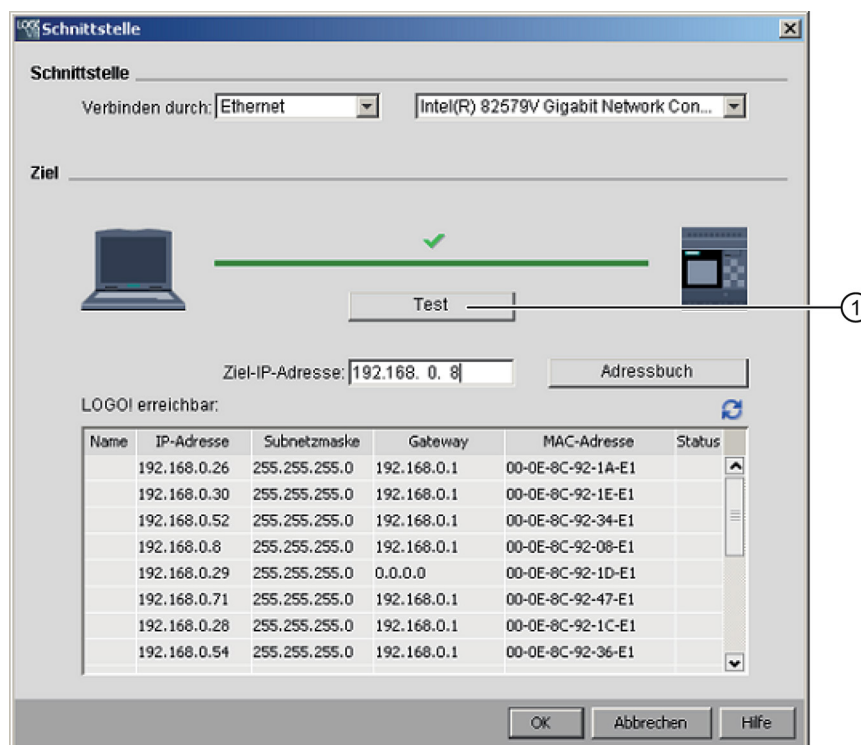 Schnittstelle
Schnittstelle
Verbinden durch: Ethernet Intel(R) 82579V Gigabit Network Con...
Ziel
Test
1
Ziel-IP-Adresse: 192.168. 0. 8 Adressbuch
LOGO! erreichbar:
Name IP-Adresse Subnetzmaske Gateway MAC-Adresse Status
192.168.0.26 255.255.255.0 192.168.0.1 00-0E-8C-92-1A-E1
192.168.0.30 255.255.255.0 192.168.0.1 00-0E-8C-92-1E-E1
192.168.0.52 255.255.255.0 192.168.0.1 00-0E-8C-92-34-E1
192.168.0.8 255.255.255.0 192.168.0.1 00-0E-8C-92-08-E1
192.168.0.29 255.255.255.0 0.0.0.0 00-0E-8C-92-1D-E1
192.168.0.71 255.255.255.0 192.168.0.1 00-0E-8C-92-47-E1
192.168.0.28 255.255.255.0 192.168.0.1 00-0E-8C-92-1C-E1
192.168.0.54 255.255.255.0 192.168.0.1 00-0E-8C-92-36-E1
OK Abbrechen Hilfe